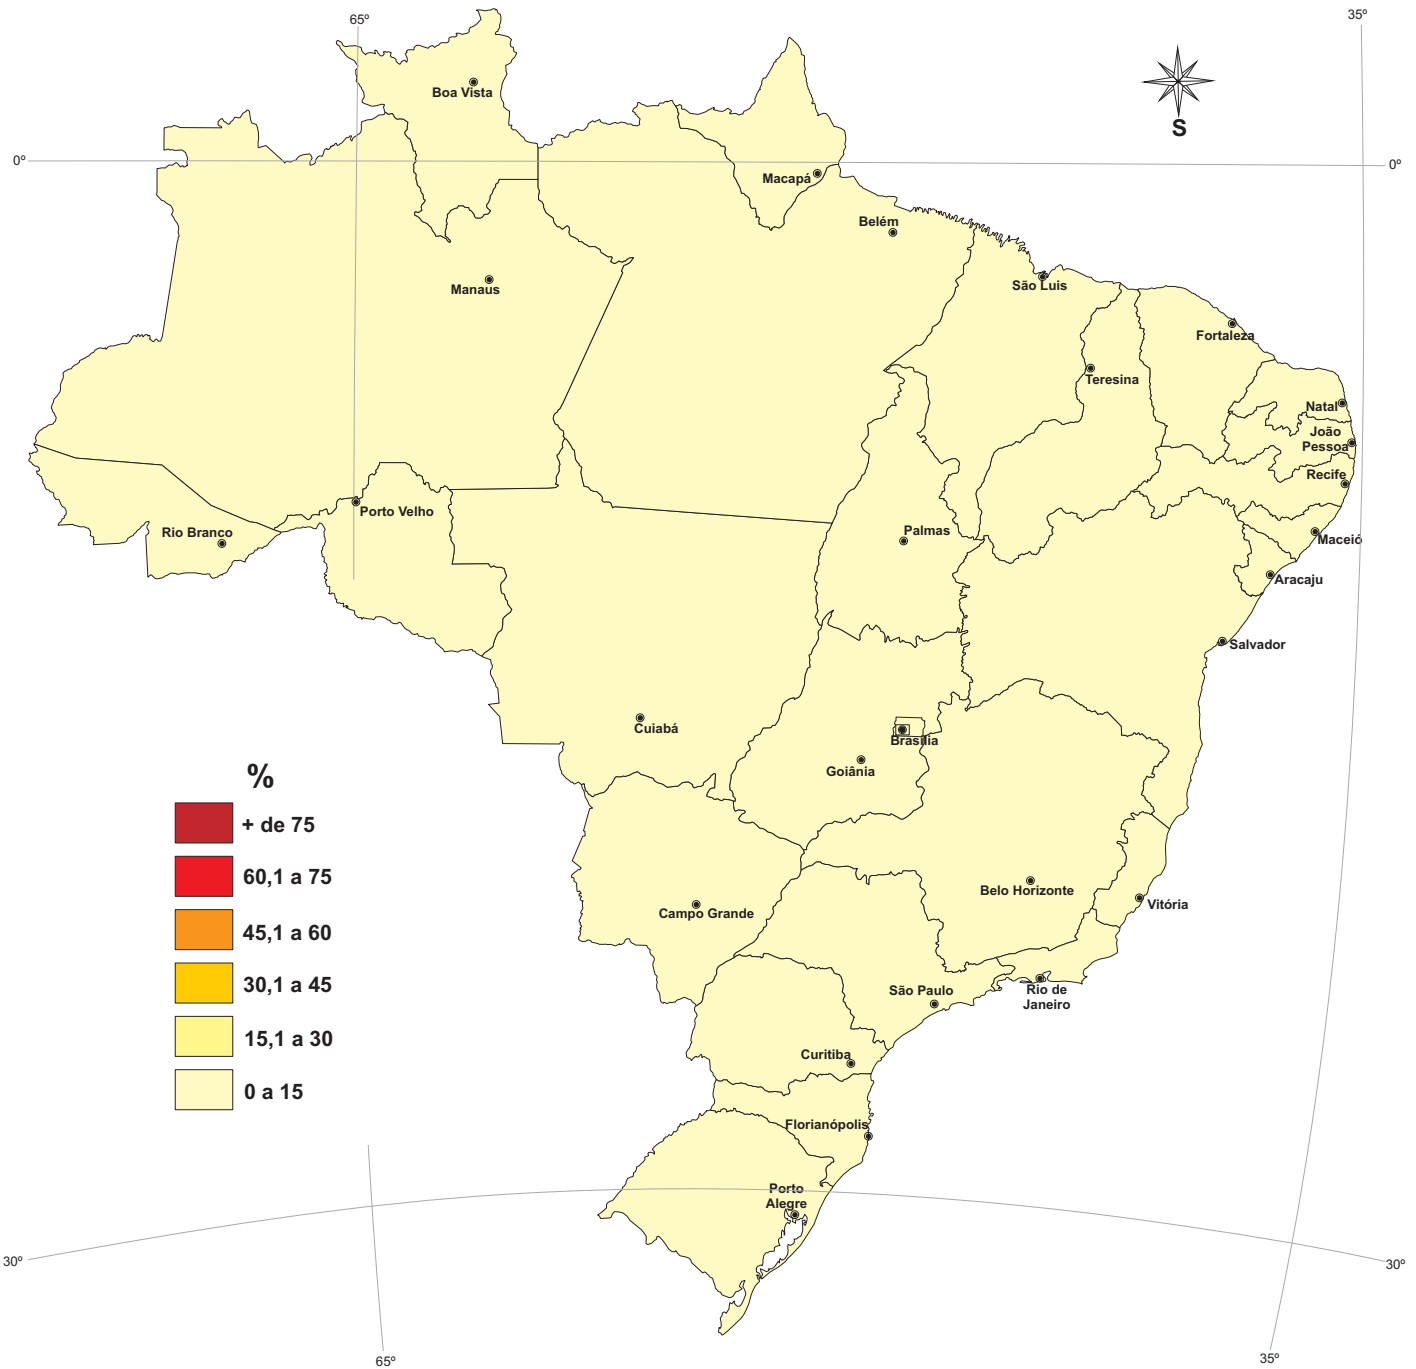 65º
35º
Boa Vista
S
0º
0º
Macapá
Belém
Manaus
São Luis
Fortaleza
Teresina
Natal
João
Pessoa
Recife
Porto Velho
Rio Branco
Palmas
Maceió
Aracaju
Salvador
Cuiabá
Brasília
Goiânia
%
+ de 75
60,1 a 75
45,1 a 60
30,1 a 45
15,1 a 30
0 a 15
Belo Horizonte
Vitória
Campo Grande
São Paulo
Rio de
Janeiro
Curitiba
Florianópolis
Porto
Alegre
30º
30º
65º
35º